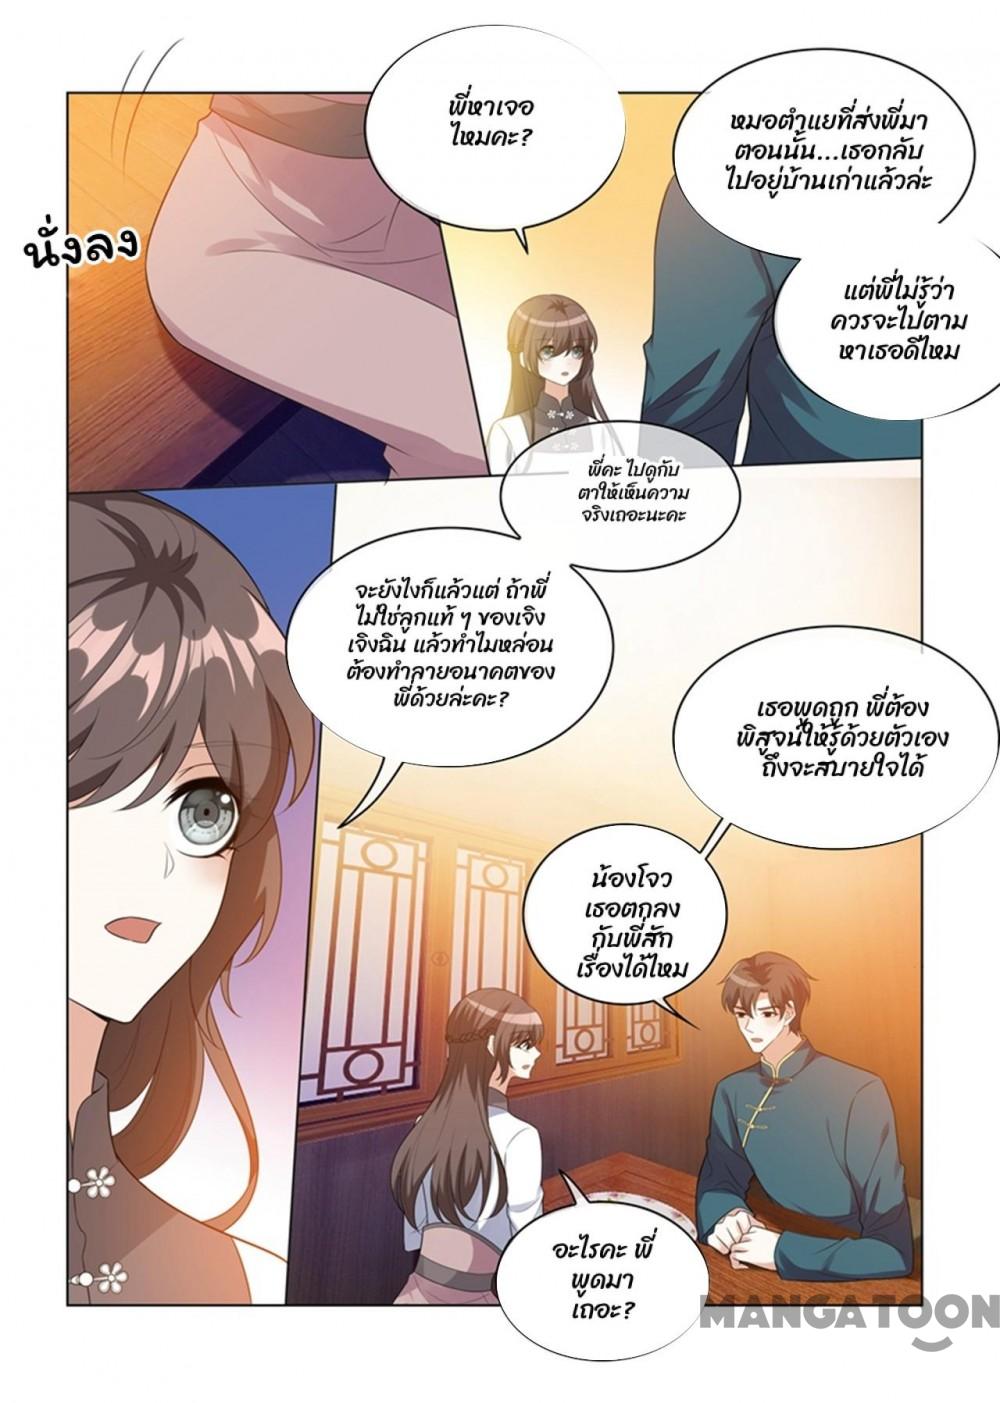 พี่หาเจอ
ไหมคะ?
หมอตำแยที่ส่งพี่มา
ตอนนั้น...เธอกลับ
ไปอยู่บ้านเก่าแล้วล่ะ
นั่งลง
แต่พี่ไม่รู้ว่า
ควรจะไปตาม
หาเธอดีไหม
พี่คะ ไปดูกับ
ตาให้เห็นความ
จริงเถอะนะคะ
จะยังไงก็แล้วแต่ ถ้าพี่
ไม่ใช่ลูกแท้ ๆ ของเจิง
เจิงฉิน แล้วทำไมหล่อน
ต้องทำลายอนาคตของ
พี่ด้วยล่ะคะ?
เธอพูดถูก พี่ต้อง
พิสูจน์ให้รู้ด้วยตัวเอง
ถึงจะสบายใจได้
น้องโจว
เธอตกลง
กับพี่สัก
เรื่องได้ไหม
อะไรคะ พี่
พูดมา
เถอะ?
MANGATOON